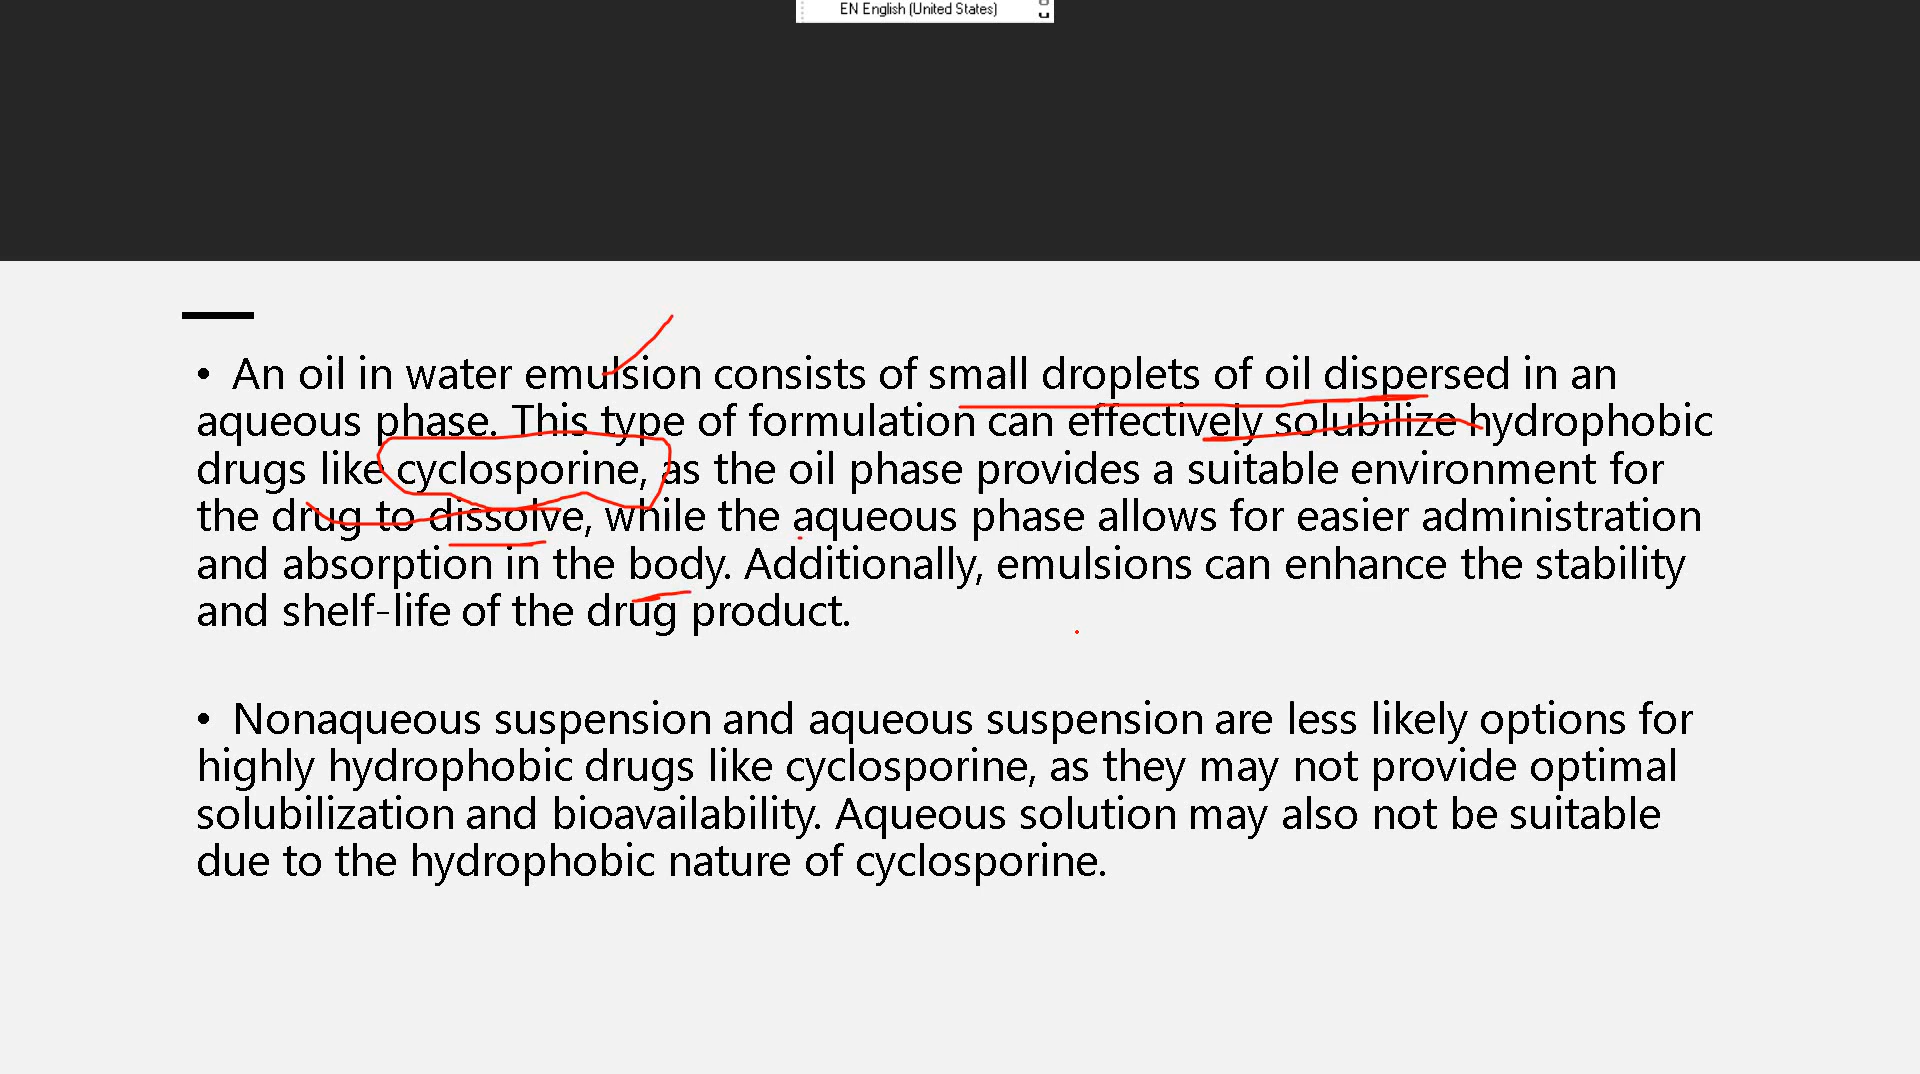 EN English (United States)
• An oil in water emulsion consists of small droplets of oil dispersed in an
aqueous phase. This type of formulation can effectively solubilize hydrophobic
drugs like cyclosporine, as the oil phase provides a suitable environment for
the drug to dissolve, while the aqueous phase allows for easier administration
and absorption in the body. Additionally, emulsions can enhance the stability
and shelf-life of the drug product.
• Nonaqueous suspension and aqueous suspension are less likely options for
highly hydrophobic drugs like cyclosporine, as they may not provide optimal
solubilization and bioavailability. Aqueous solution may also not be suitable
due to the hydrophobic nature of cyclosporine.